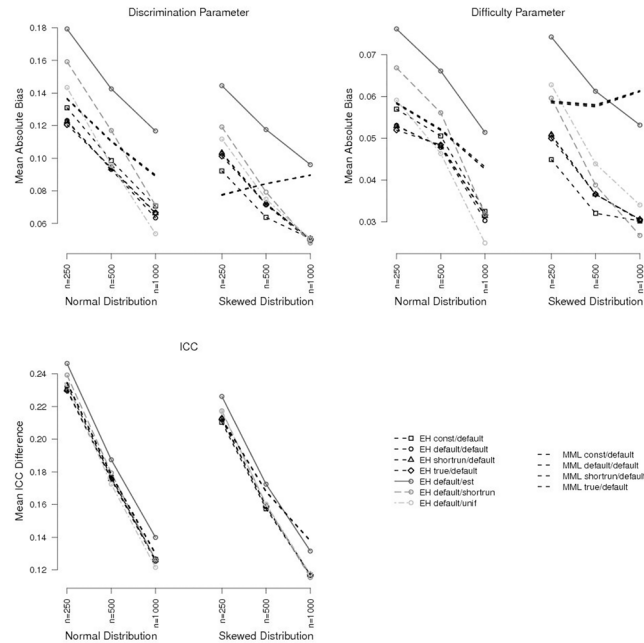 Discrimination Parameter
Mean Absolute Bias
0.18
0.16
0.14
0.12
0.10
0.08
0.06
n=250
n=500
n=1000
n=250
n=500
n=1000
Normal Distribution
Skewed Distribution
Difficulty Parameter
Mean Absolute Bias
0.07
0.06
0.05
0.04
0.03
n=250
n=500
n=1000
n=250
n=500
n=1000
Normal Distribution
Skewed Distribution
ICC
Mean ICC Difference
0.24
0.22
0.20
0.18
0.16
0.14
0.12
n=250
n=500
n=1000
n=250
n=500
n=1000
Normal Distribution
Skewed Distribution
EH const/default
EH default/default
EH shortrun/default
EH true/default
EH default/est
EH default/shortrun
EH default/unif
MML const/default
MML default/default
MML shortrun/default
MML true/default